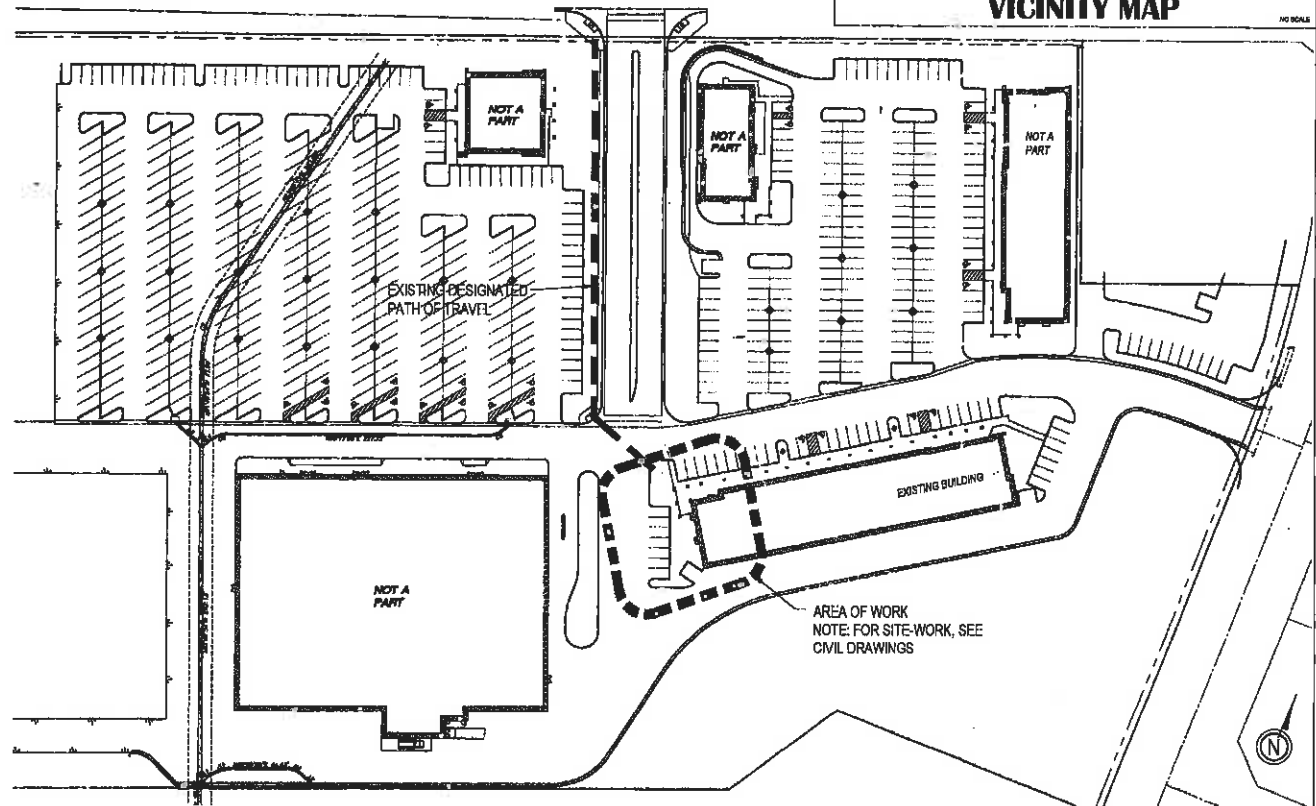 VICINITY MAP
NO SCALE
NOT A
PART
NOT A
PART
NOT A
PART
EXISTING DESIGNATED
PATH OF TRAVEL
EXISTING BUILDING
NOT A
PART
AREA OF WORK
NOTE: FOR SITE-WORK, SEE
CIVIL DRAWINGS
N